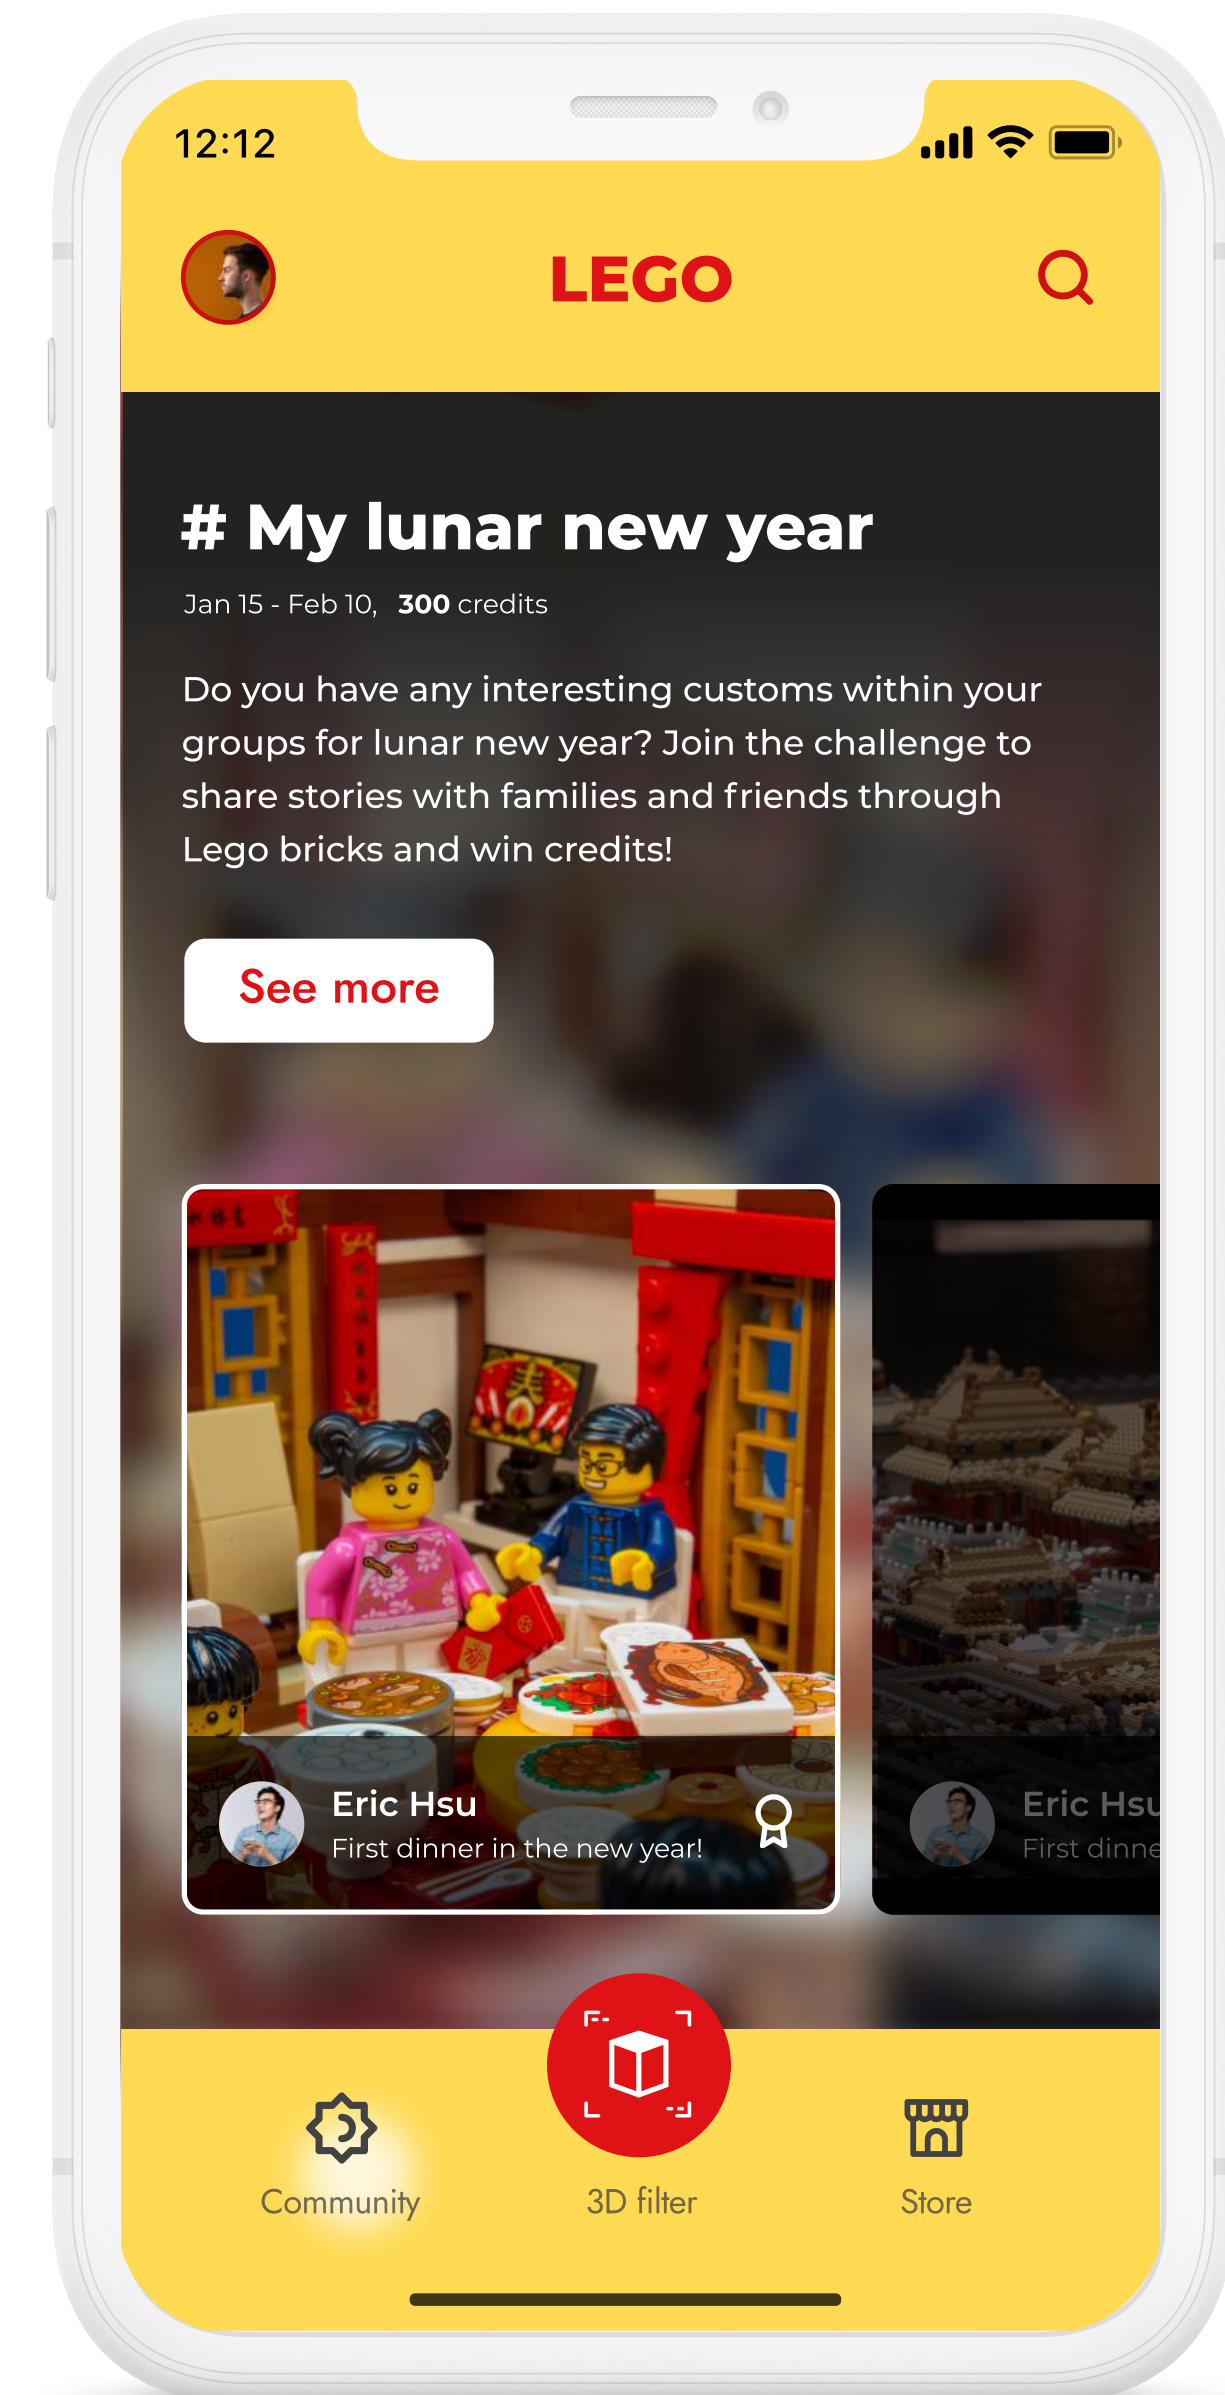 12:12
LEGO
# My lunar new year
Jan 15 - Feb 10, 300 credits
Do you have any interesting customs within your
groups for lunar new year? Join the challenge to
share stories with families and friends through
Lego bricks and win credits!
See more
Eric Hsu
First dinner in the new year!
Eric Hsu
First dinne
Community
3D filter
Store